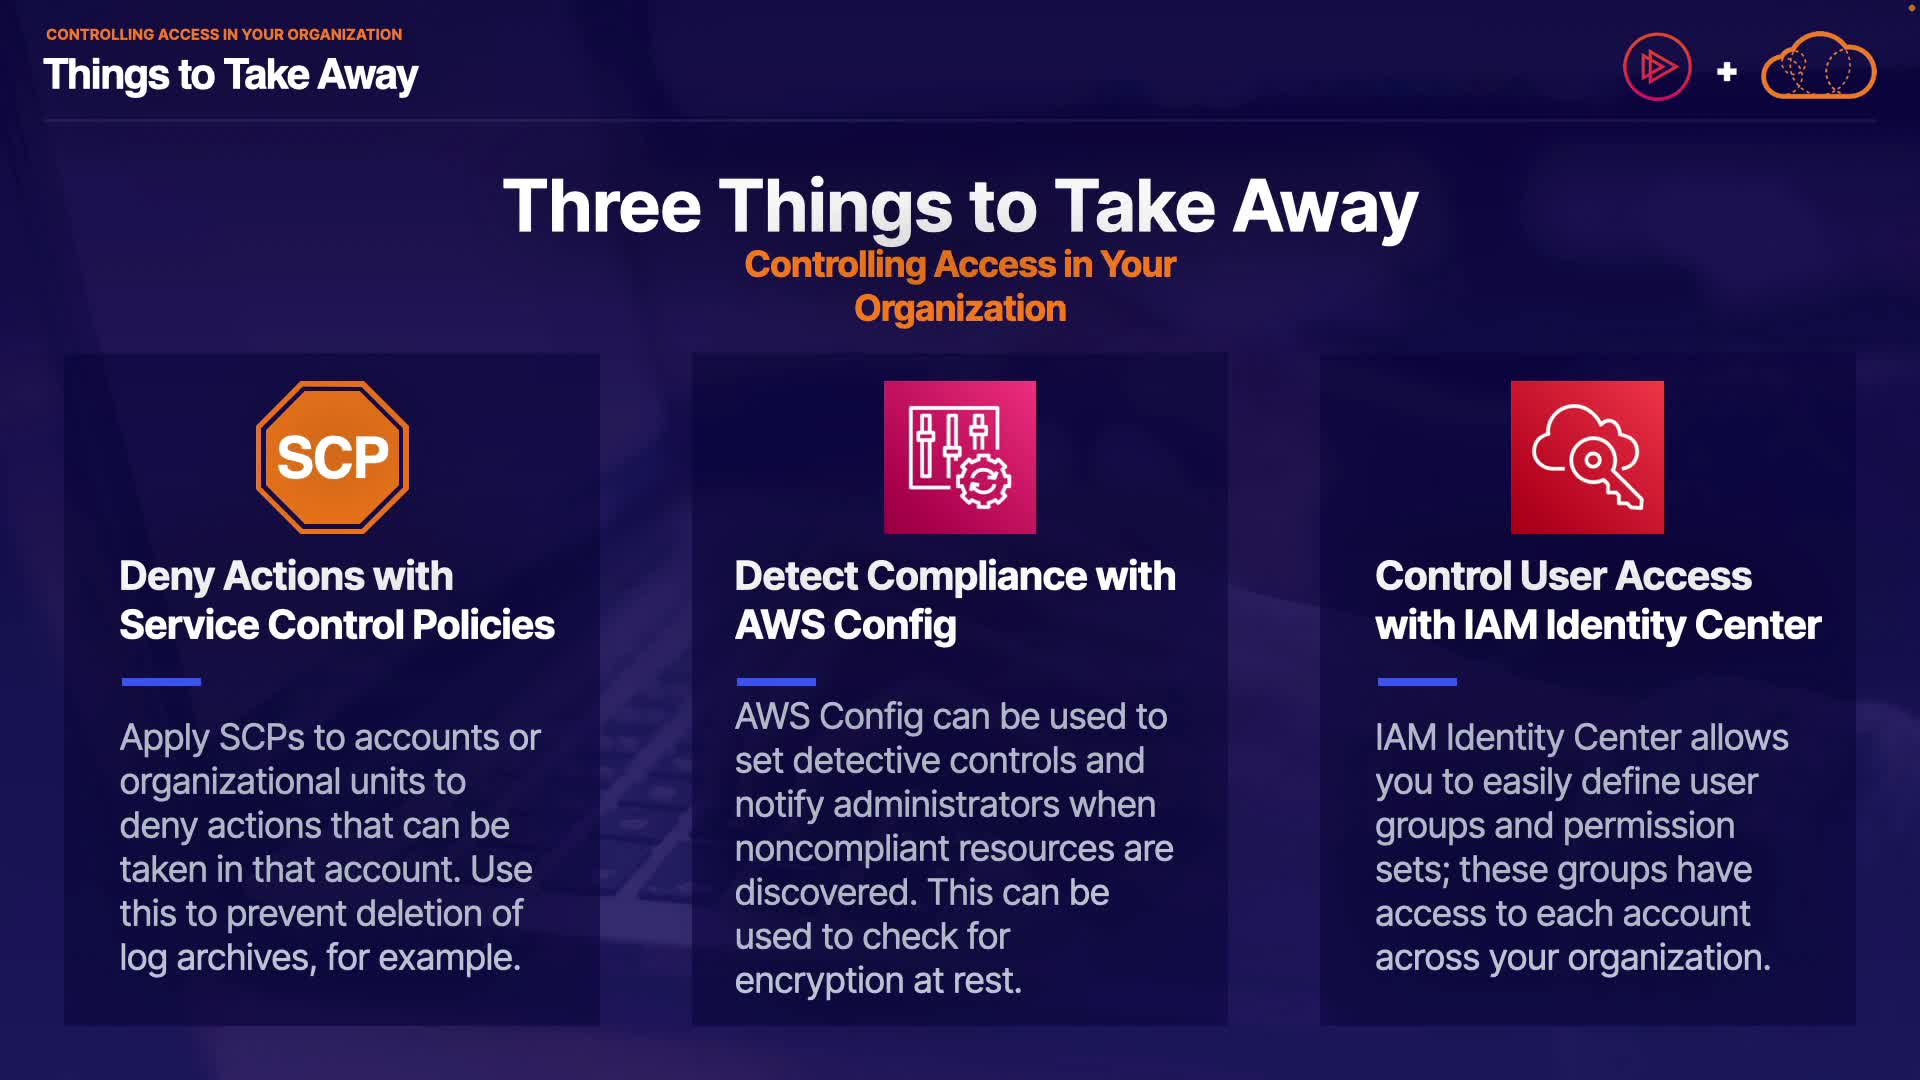 CONTROLLING ACCESS IN YOUR ORGANIZATION
Things to Take Away
Three Things to Take Away
Controlling Access in Your
Organization
SCP
Deny Actions with
Service Control Policies
Apply SCPs to accounts or
organizational units to
deny actions that can be
taken in that account. Use
this to prevent deletion of
log archives, for example.
Detect Compliance with
AWS Config
AWS Config can be used to
set detective controls and
notify administrators when
noncompliant resources are
discovered. This can be
used to check for
encryption at rest.
Control User Access
with IAM Identity Center
IAM Identity Center allows
you to easily define user
groups and permission
sets; these groups have
access to each account
across your organization.